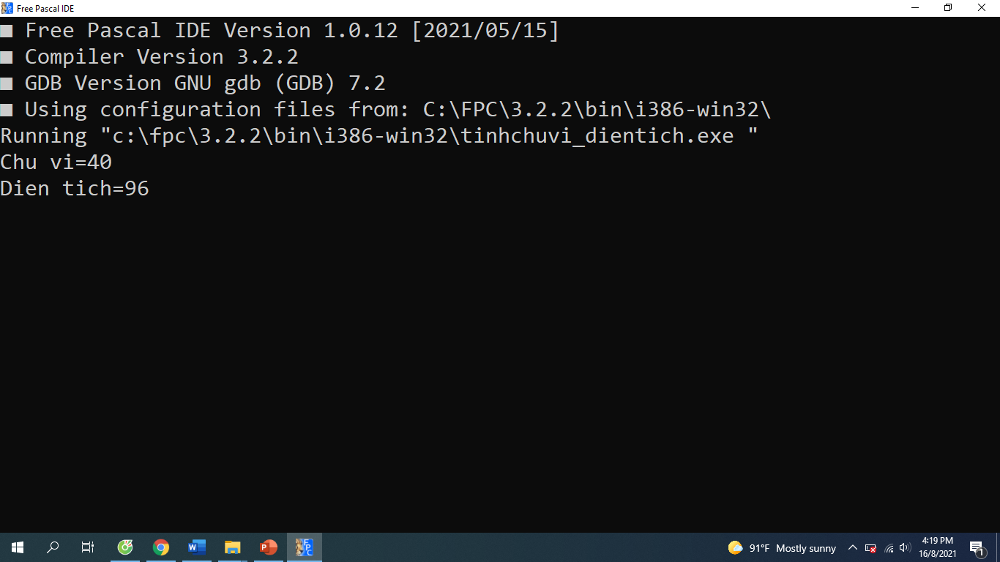 Free Pascal IDE
■ Free Pascal IDE Version 1.0.12 [2021/05/15]
■ Compiler Version 3.2.2
■ GDB Version GNU gdb (GDB) 7.2
■ Using configuration files from: C:\FPC\3.2.2\bin\i386-win32\
Running "c:\fpc\3.2.2\bin\i386-win32\tinhchuvi_dientich.exe "
Chu vi=40
Dien tich=96
91°F Mostly sunny
4:19 PM
16/8/2021
1